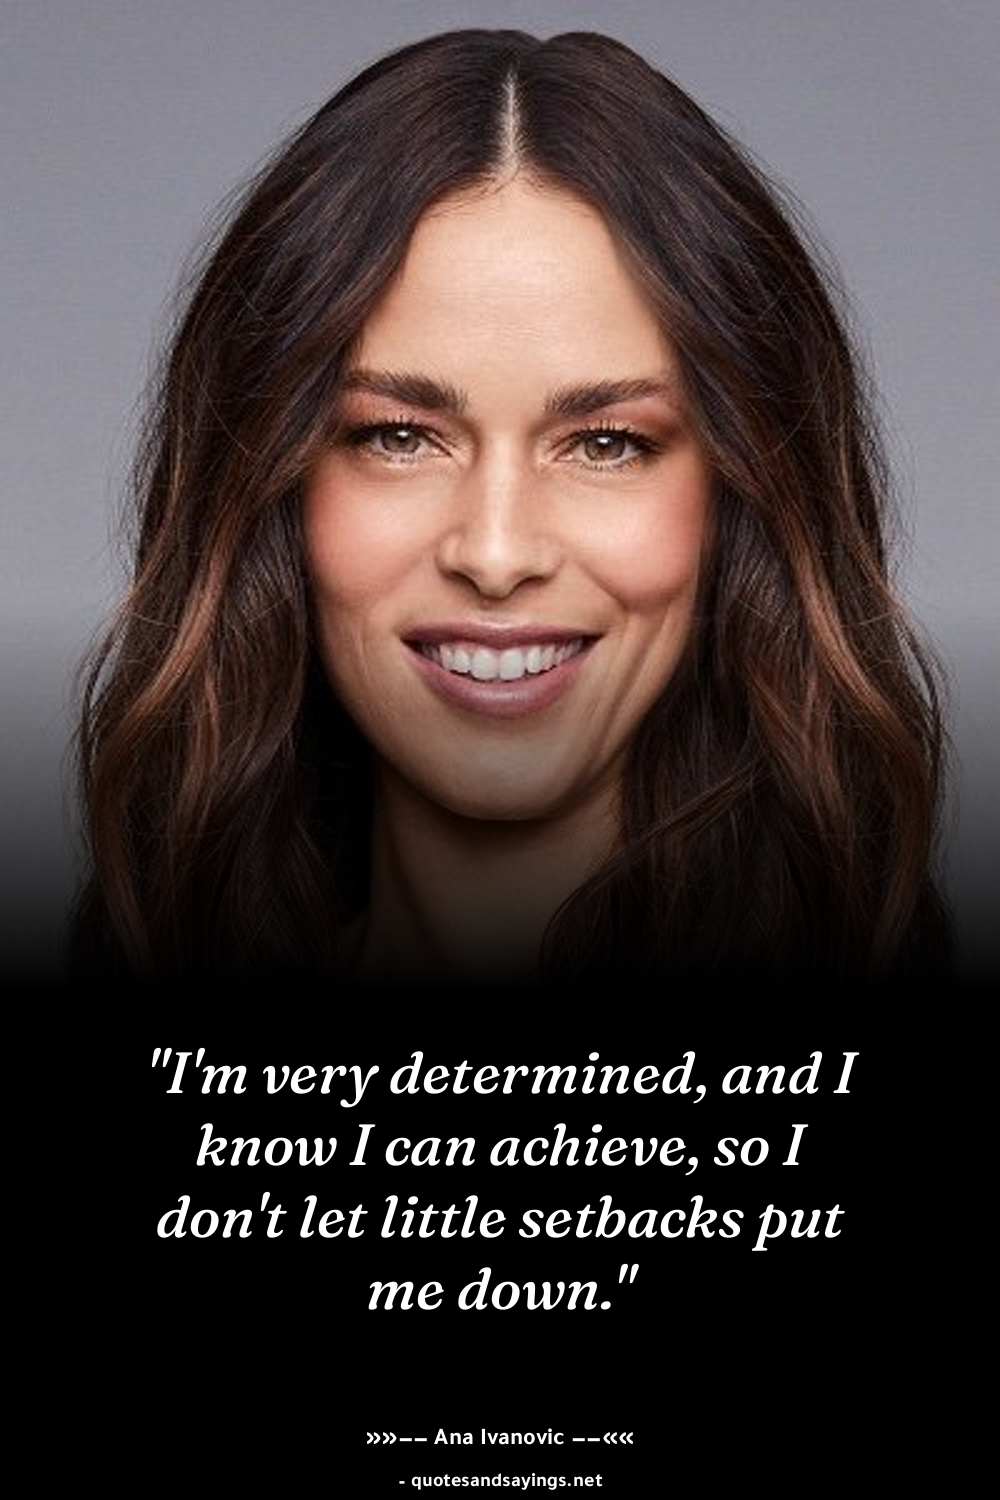 "I'm very determined, and I
know I can achieve, so I
don't let little setbacks put
me down."
»»−− Ana Ivanovic −−««
- quotesandsayings.net